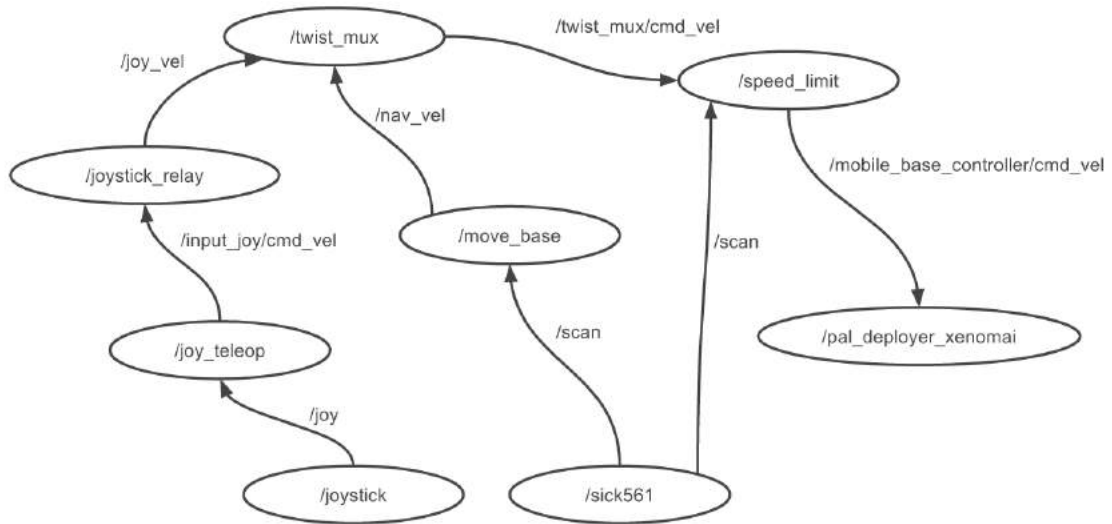 /twist_mux
/twist_mux/cmd_vel
/joy_vel
/speed_limit
/nav_vel
/joystick_relay
/mobile_base_controller/cmd_vel
/input_joy/cmd_vel
/move_base
/scan
/scan
/pal_deployer_xenomai
/joy_teleop
/joy
/joystick
/sick561